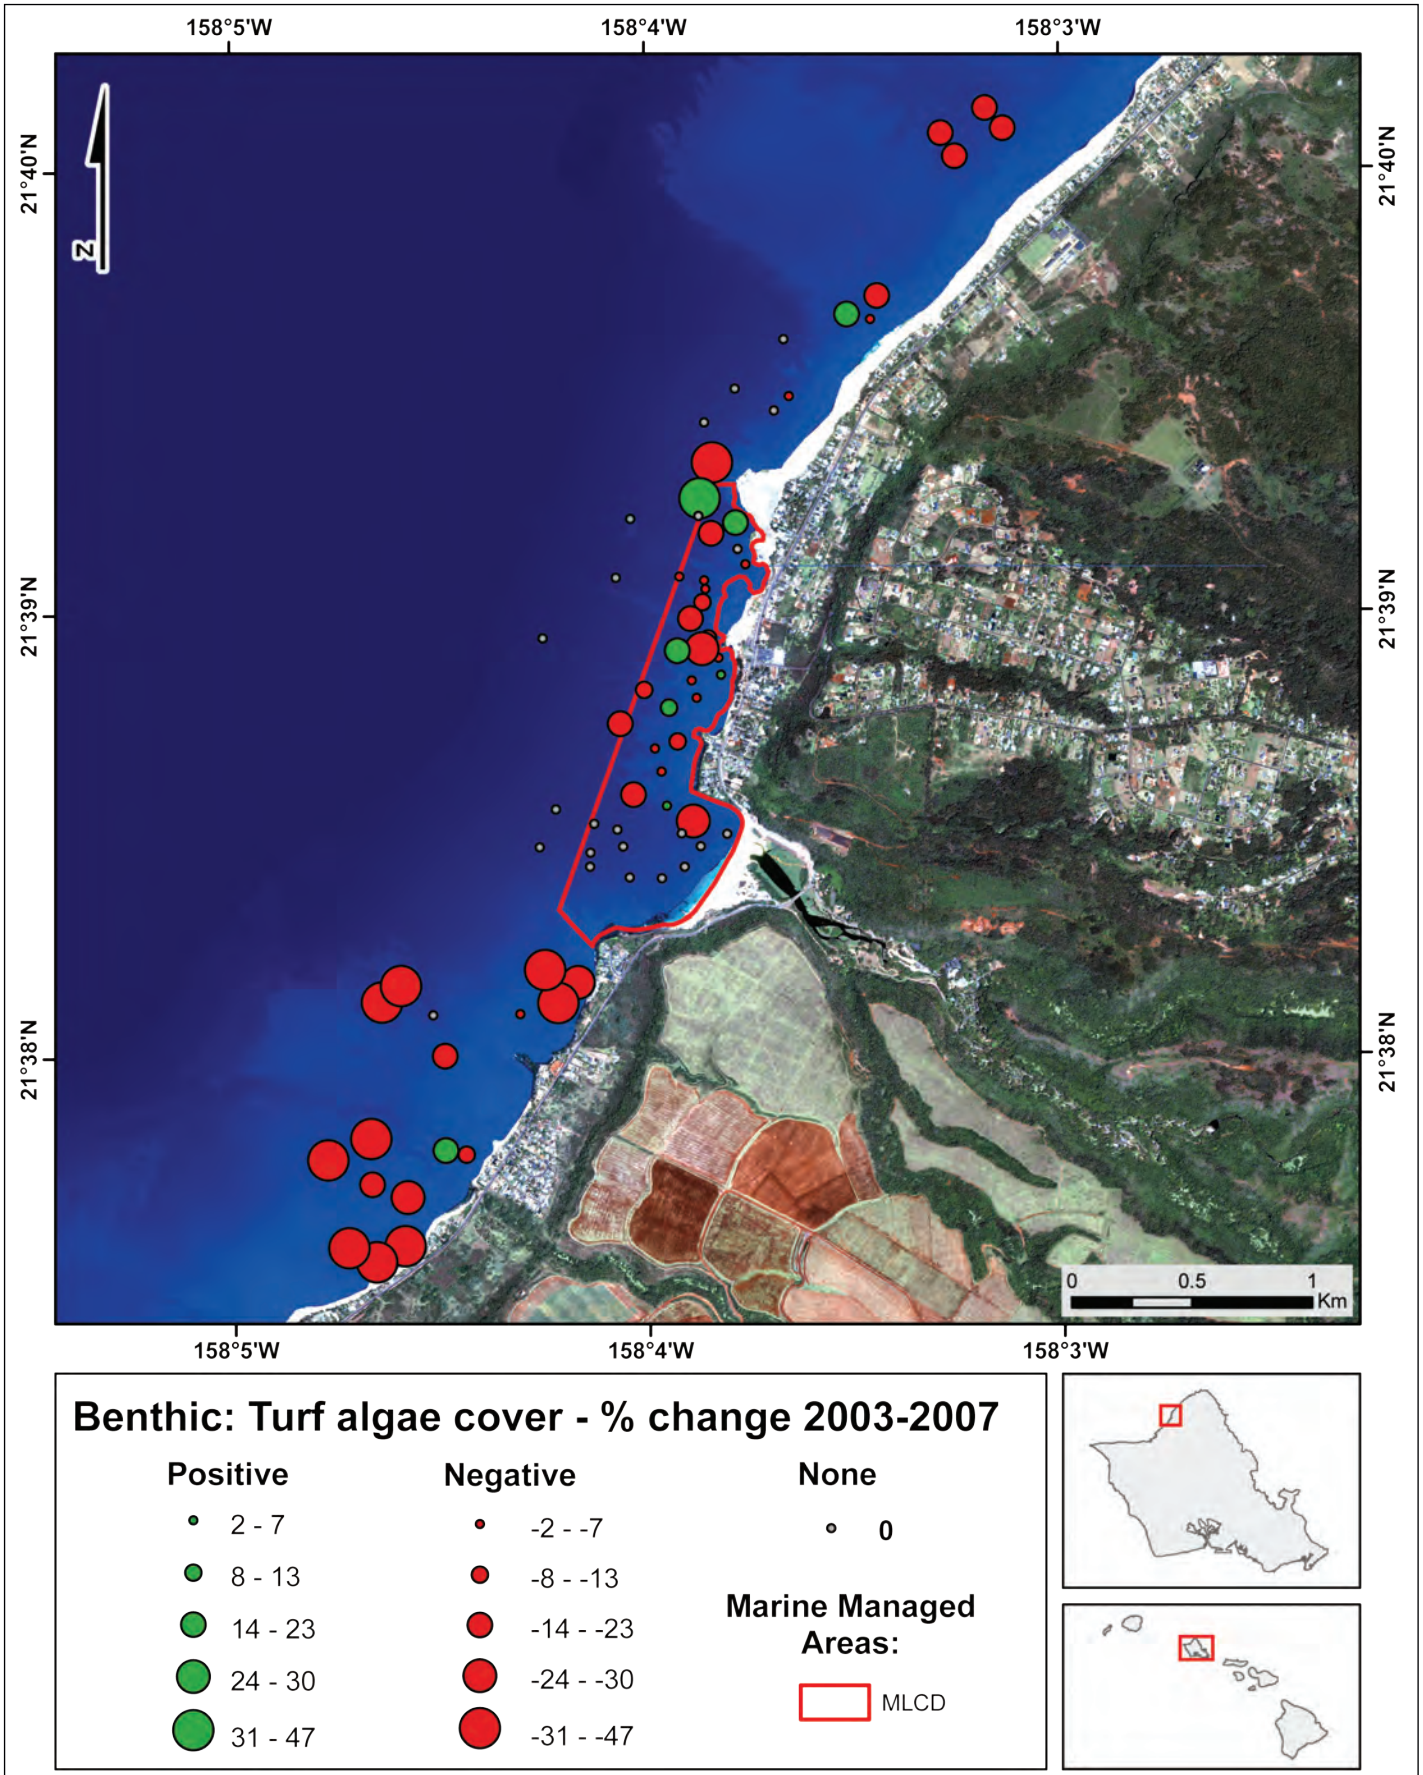 158°5'W 158°4'W 158°3'W
21°40'N 21°40'N
N
21°39'N 21°39'N
21°38'N 21°38'N
0 0.5 1
Km
158°5'W 158°4'W 158°3'W
Benthic: Turf algae cover - % change 2003-2007
Positive Negative None
2 - 7 -2 - -7 0
8 - 13 -8 - -13
14 - 23 -14 - -23
24 - 30 -24 - -30
31 - 47 -31 - -47
Marine Managed
Areas:
MLCD